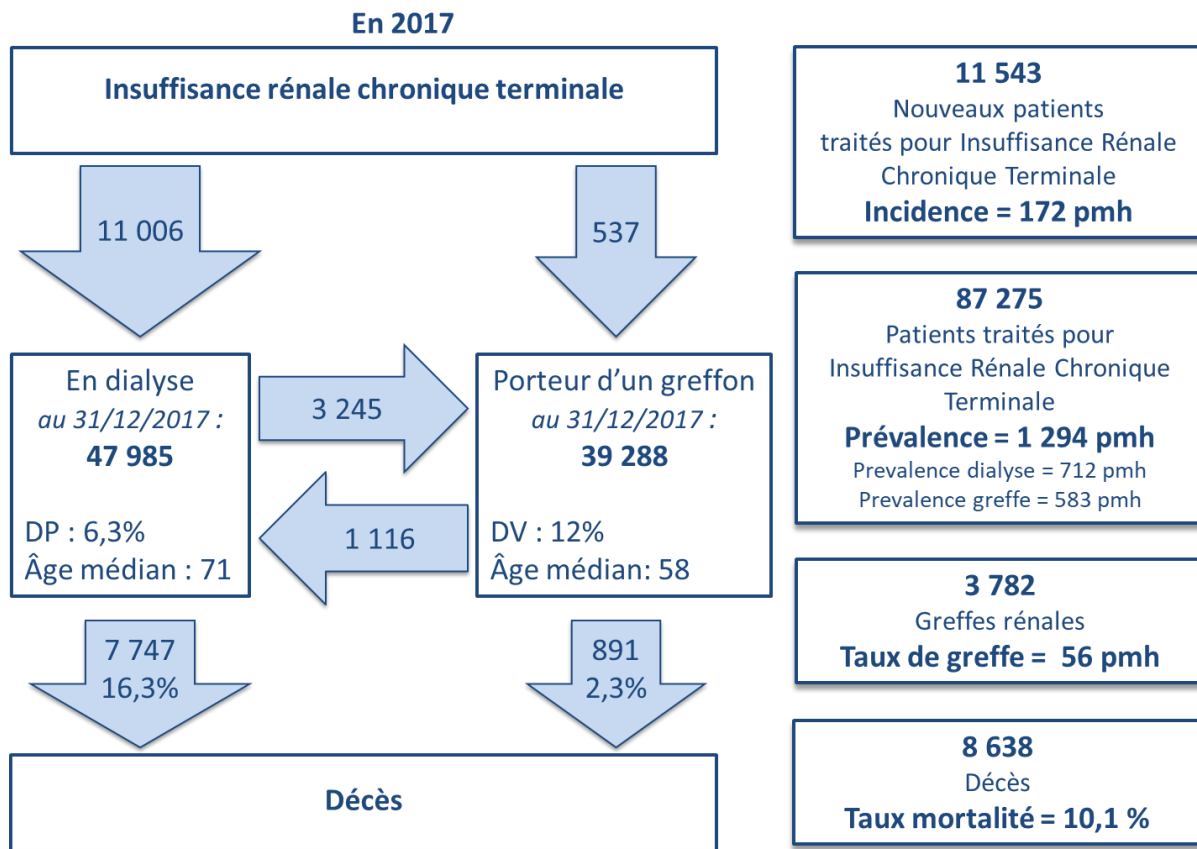 En 2017
Insuffisance rénale chronique terminale
11 006
537
En dialyse
au 31/12/2017 :
47 985
DP : 6,3%
Âge médian : 71
3 245
1 116
Porteur d'un greffon
au 31/12/2017 :
39 288
DV : 12%
Âge médian: 58
7 747
16,3%
891
2,3%
Décès
11 543
Nouveaux patients
traités pour Insuffisance Rénale
Chronique Terminale
Incidence = 172 pmh
87 275
Patients traités pour
Insuffisance Rénale Chronique
Terminale
Prévalence = 1 294 pmh
Prevalence dialyse = 712 pmh
Prevalence greffe = 583 pmh
3 782
Greffes rénales
Taux de greffe = 56 pmh
8 638
Décès
Taux mortalité = 10,1 %